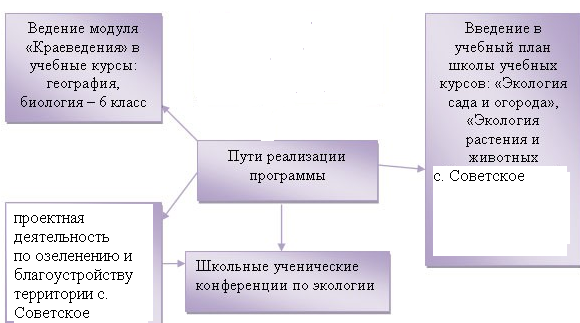 Ведение модуля
«Краеведения» в
учебные курсы:
география,
биология – 6 класс
Введение в
учебный план
школы учебных
курсов: «Экология
сада и огорода»,
«Экология
растения и
животных
с. Советское
Пути реализации
программы
проектная
деятельность
по озеленению и
благоустройству
территории с.
Советское
Школьные ученические
конференции по экологии